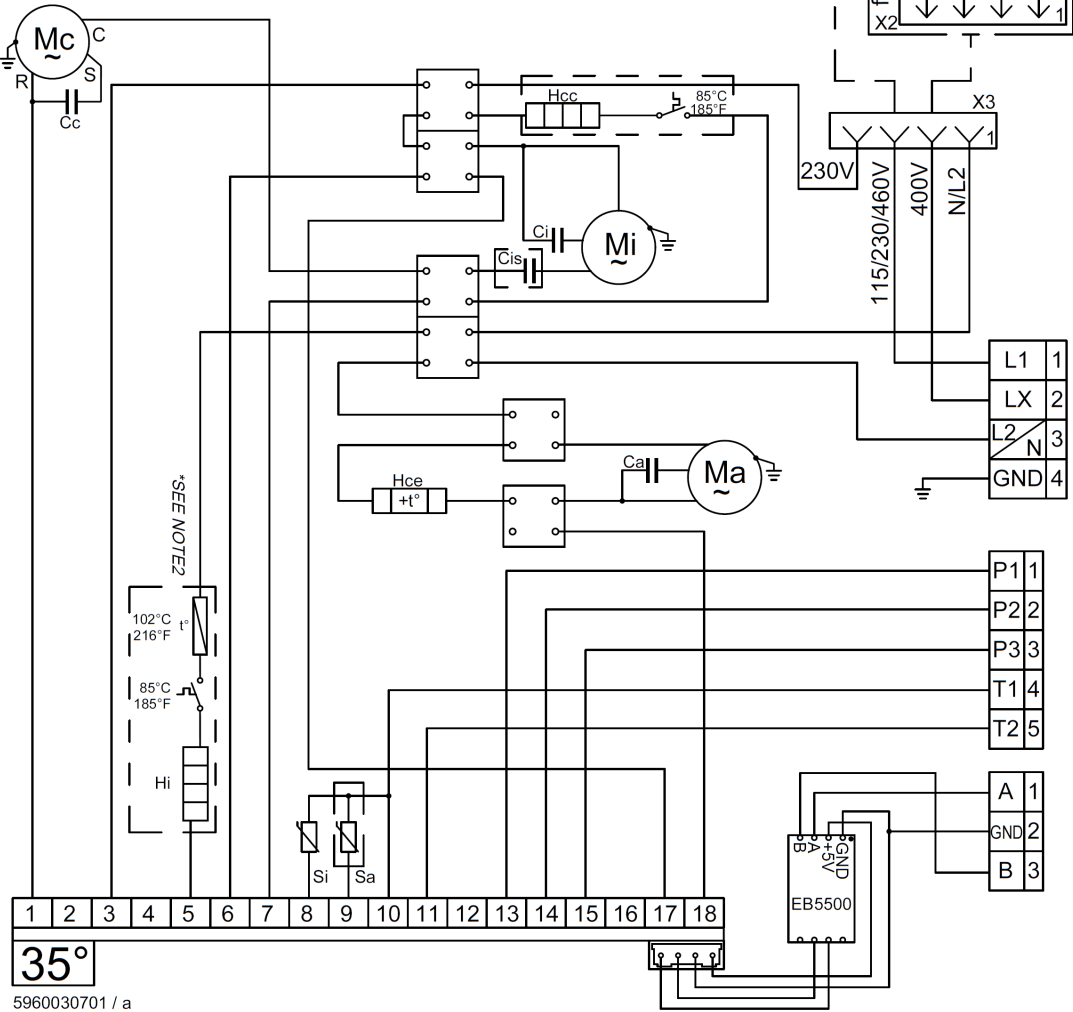 f
X2
1
Mc
~
C
R
S
Cc
Hcc
85°C
185°F
X3
1
230V
115/230/460V
400V
N/L2
Ci
Mi
~
Cis
L1 1
LX 2
L2/N 3
GND 4
Ca
Ma
~
Hce
+t°
*SEE NOTE2
102°C
216°F
t°
85°C
185°F
Hi
P1 1
P2 2
P3 3
T1 4
T2 5
Si
Sa
A 1
GND 2
B 3
B A +5V GND
EB5500
1 2 3 4 5 6 7 8 9 10 11 12 13 14 15 16 17 18
35°
5960030701 / a